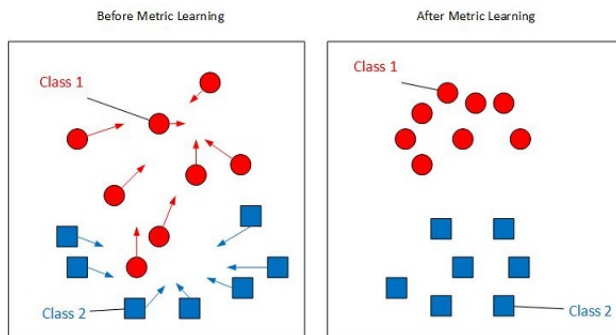 Before Metric Learning
After Metric Learning
Class 1
Class 1
Class 2
Class 2